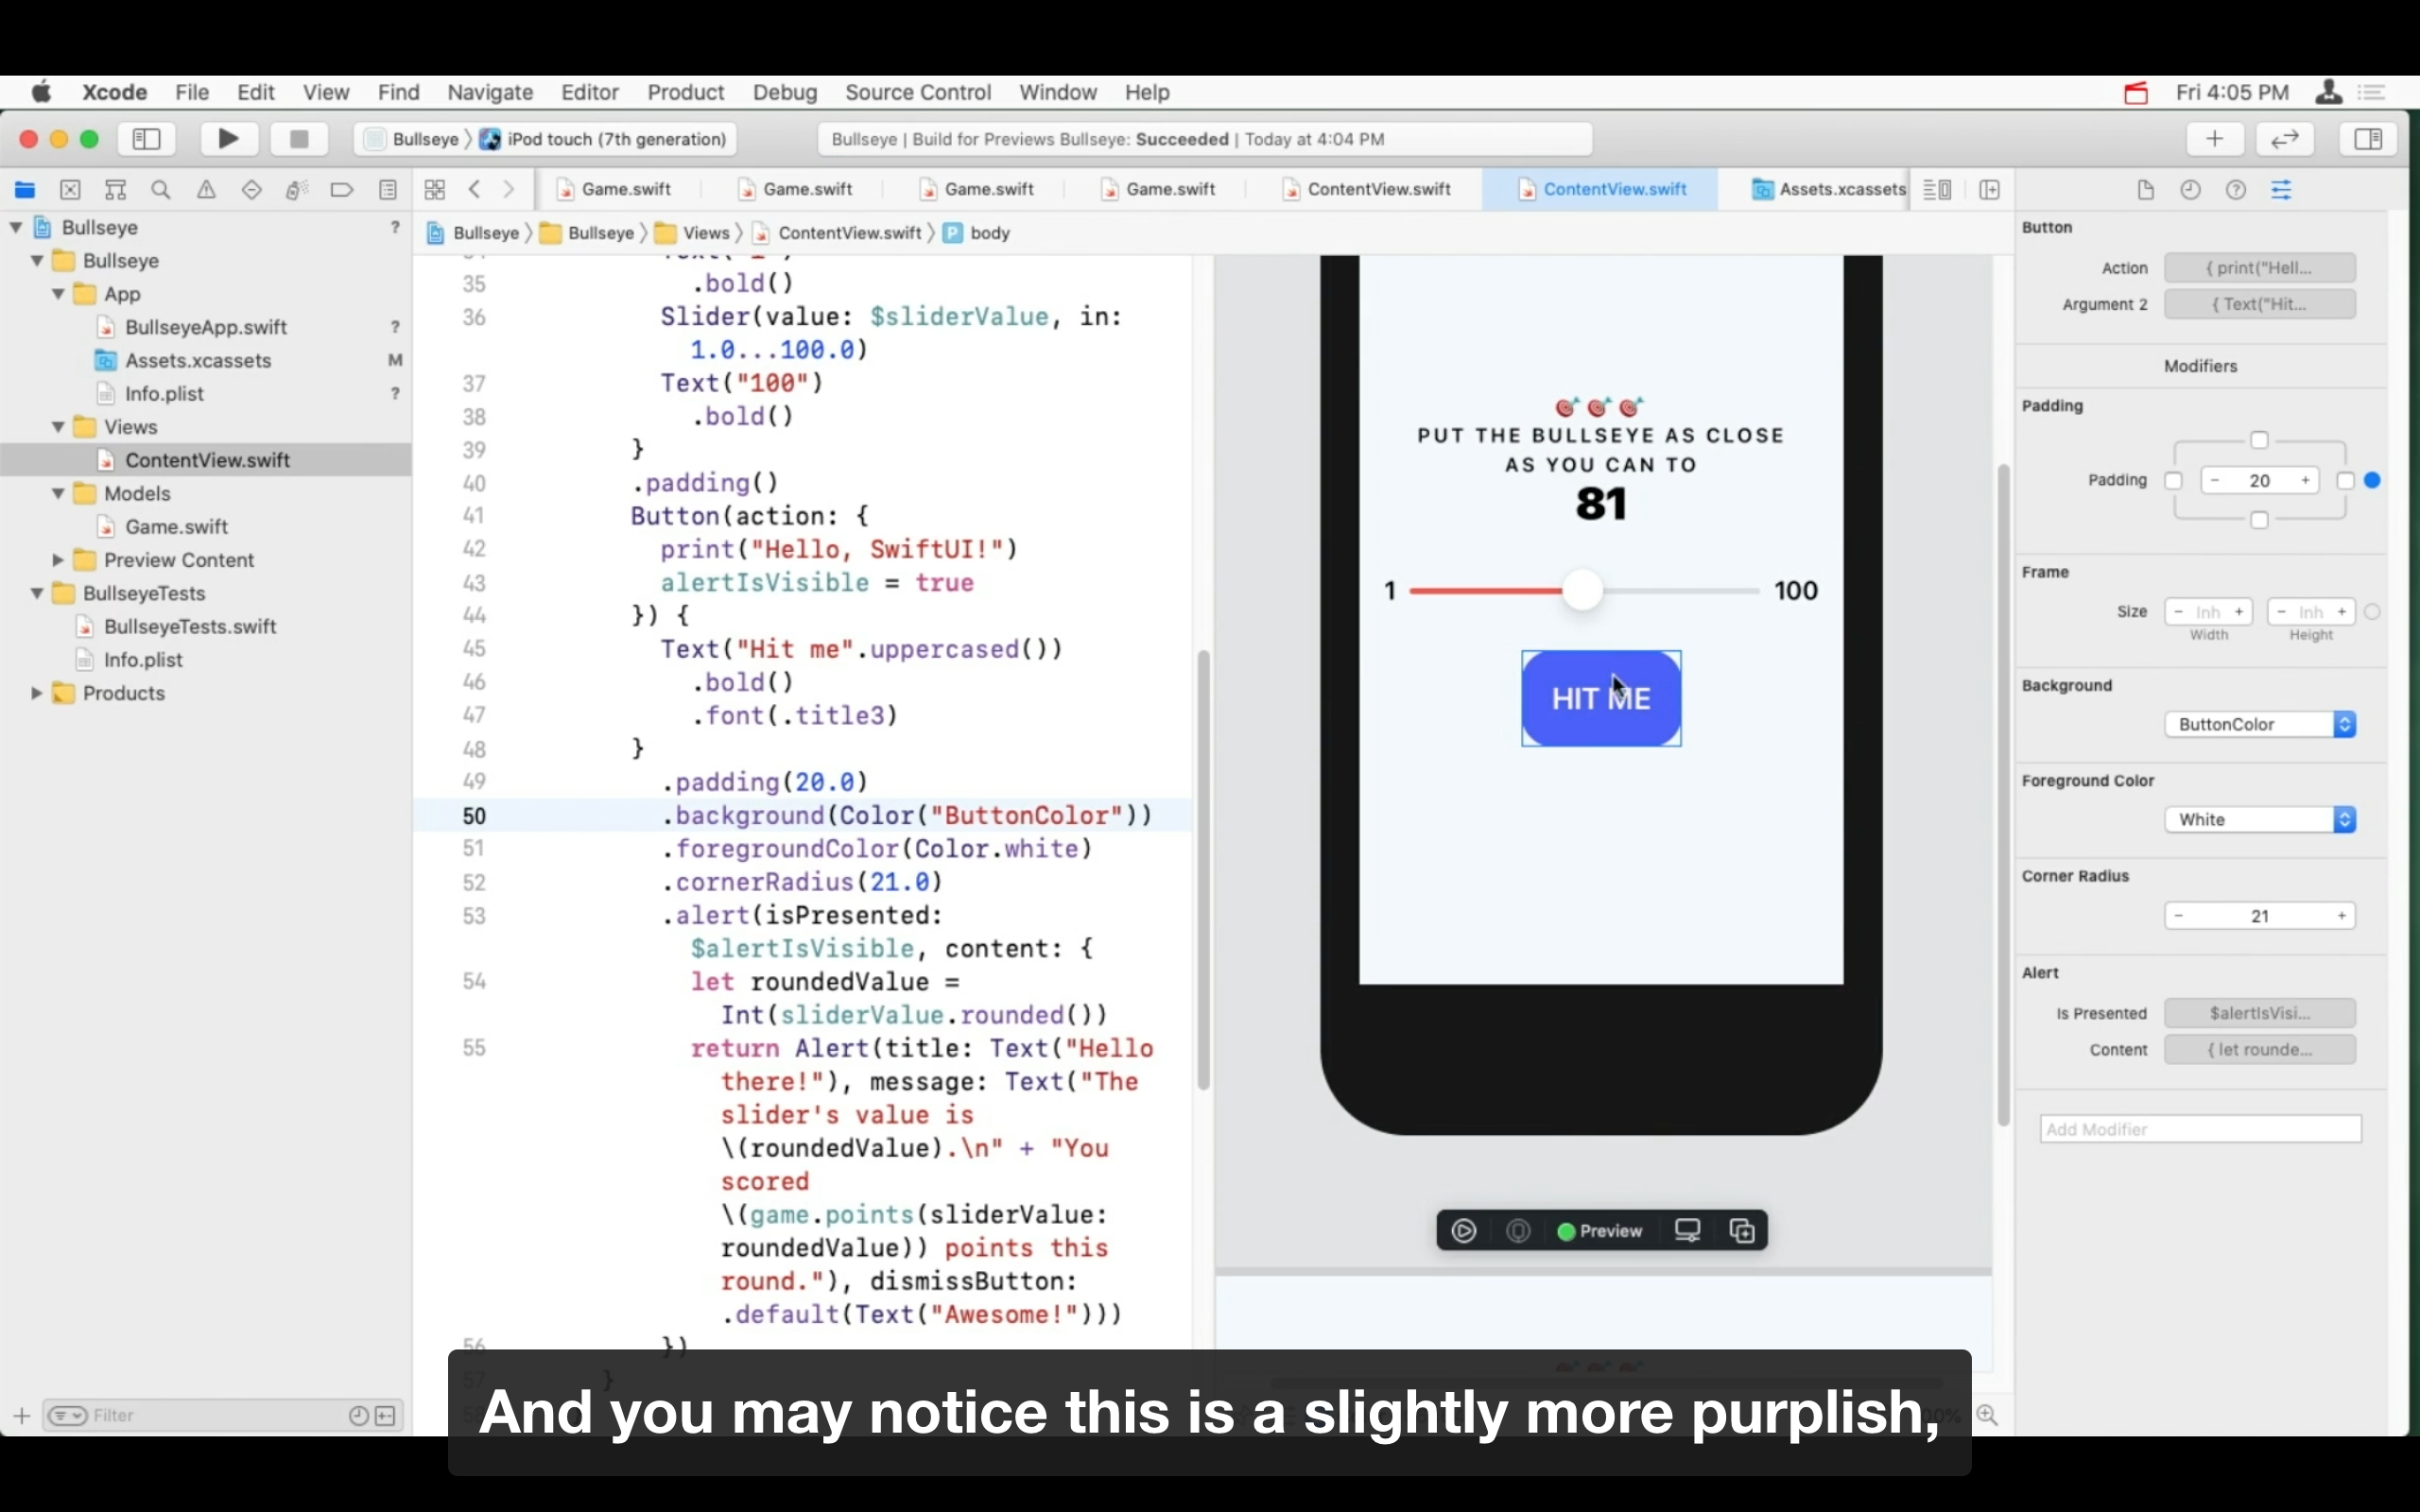 Xcode File Edit View Find Navigate Editor Product Debug Source Control Window Help Fri 4:05 PM
Bullseye iPod touch (7th generation) Bullseye | Build for Previews Bullseye: Succeeded | Today at 4:04 PM
Game.swift Game.swift Game.swift Game.swift ContentView.swift ContentView.swift Assets.xcassets
Bullseye Bullseye Views ContentView.swift P body
Bullseye ?
Bullseye
App
BullseyeApp.swift ?
Assets.xcassets M
Info.plist ?
Views
ContentView.swift
Models
Game.swift
Preview Content
BullseyeTests
BullseyeTests.swift
Info.plist
Products
Filter
35 .bold()
36 Slider(value: $sliderValue, in:
1.0...100.0)
37 Text("100")
38 .bold()
39 }
40 .padding()
41 Button(action: {
42 print("Hello, SwiftUI!")
43 alertIsVisible = true
44 }) {
45 Text("Hit me".uppercased())
46 .bold()
47 .font(.title3)
48 }
49 .padding(20.0)
50 .background(Color("ButtonColor"))
51 .foregroundColor(Color.white)
52 .cornerRadius(21.0)
53 .alert(isPresented:
$alertIsVisible, content: {
54 let roundedValue =
Int(sliderValue.rounded())
55 return Alert(title: Text("Hello
there!"), message: Text("The
slider's value is
\(roundedValue).\n" + "You
scored
\(game.points(sliderValue:
roundedValue)) points this
round."), dismissButton:
.default(Text("Awesome!")))
56 })
57 }
🎯🎯🎯
PUT THE BULLSEYE AS CLOSE
AS YOU CAN TO
81
1 100
HIT ME
Preview
Button
Action { print("Hell...
Argument 2 { Text("Hit...
Modifiers
Padding
Padding - 20 +
Frame
Size - Inh + - Inh +
Width Height
Background
ButtonColor
Foreground Color
White
Corner Radius
- 21 +
Alert
Is Presented $alertIsVisi...
Content { let rounde...
Add Modifier
And you may notice this is a slightly more purplish,